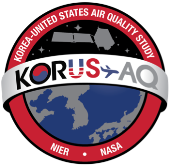 KOREA-UNITED STATES AIR QUALITY STUDY
KORUS-AQ
NIER • NASA